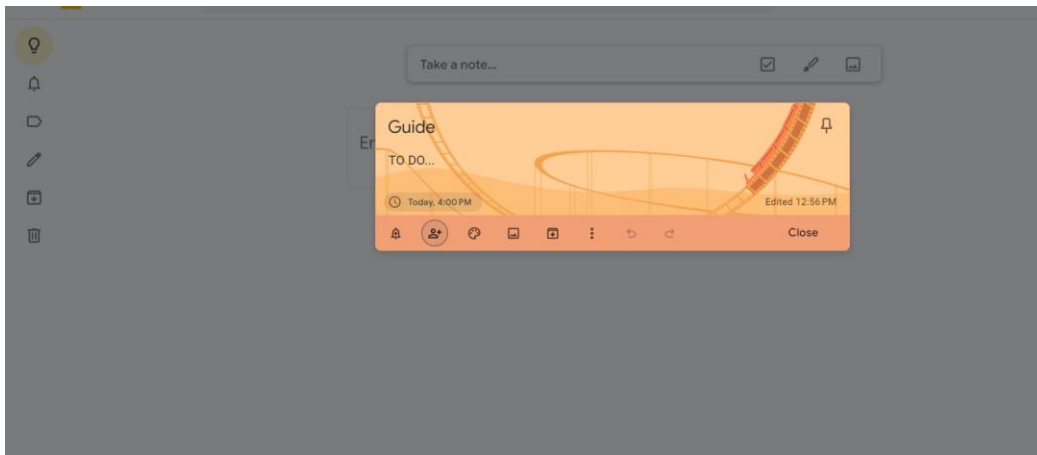 Take a note...
Guide
TO DO...
Today, 4:00 PM
Edited 12:56 PM
Close